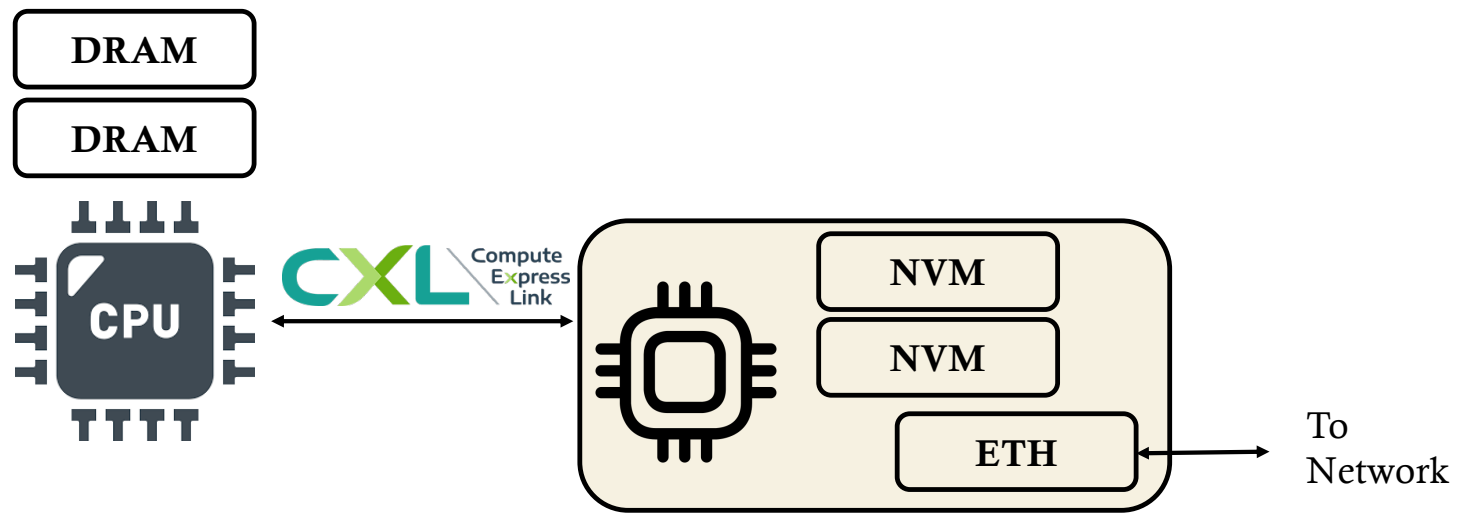 DRAM
DRAM
CPU
CXL
Compute
Express
Link
NVM
NVM
ETH
To
Network